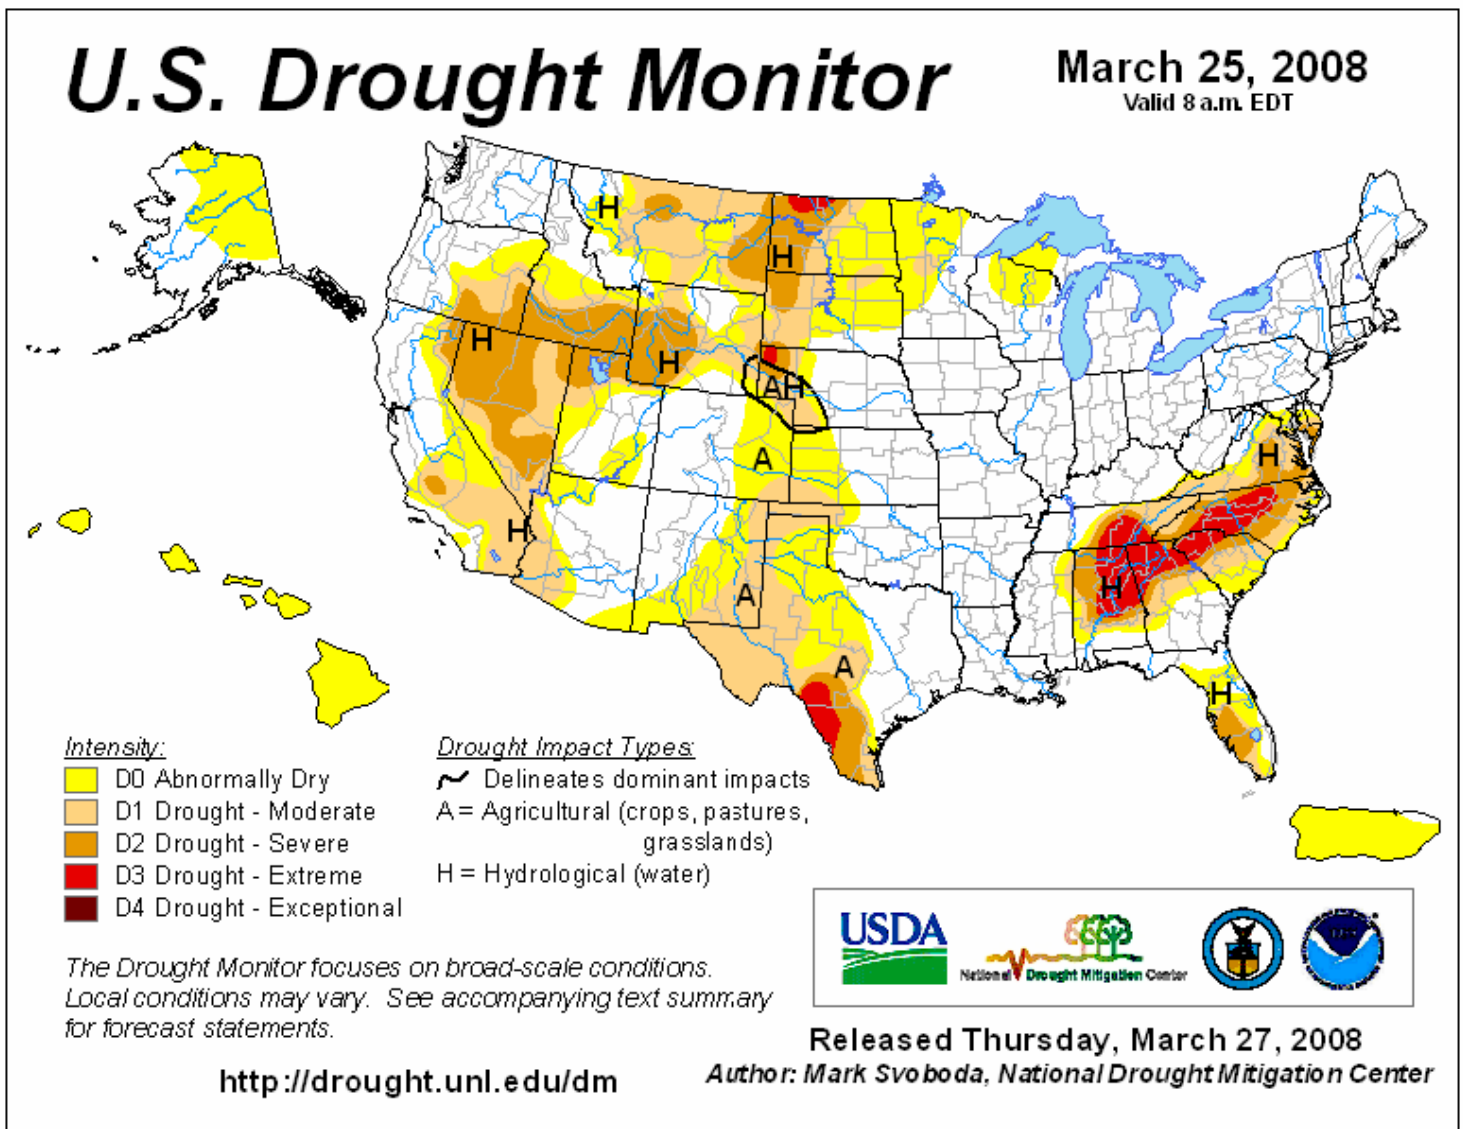 U.S. Drought Monitor
March 25, 2008
Valid 8 a.m. EDT
H
H
H
H
AH
A
H
H
A
H
A
H
Intensity:
D0 Abnormally Dry
D1 Drought - Moderate
D2 Drought - Severe
D3 Drought - Extreme
D4 Drought - Exceptional
Drought Impact Types:
Delineates dominant impacts
A = Agricultural (crops, pastures,
grasslands)
H = Hydrological (water)
The Drought Monitor focuses on broad-scale conditions.
Local conditions may vary. See accompanying text summary
for forecast statements.
http://drought.unl.edu/dm
USDA
National Drought Mitigation Center
Released Thursday, March 27, 2008
Author: Mark Svoboda, National Drought Mitigation Center